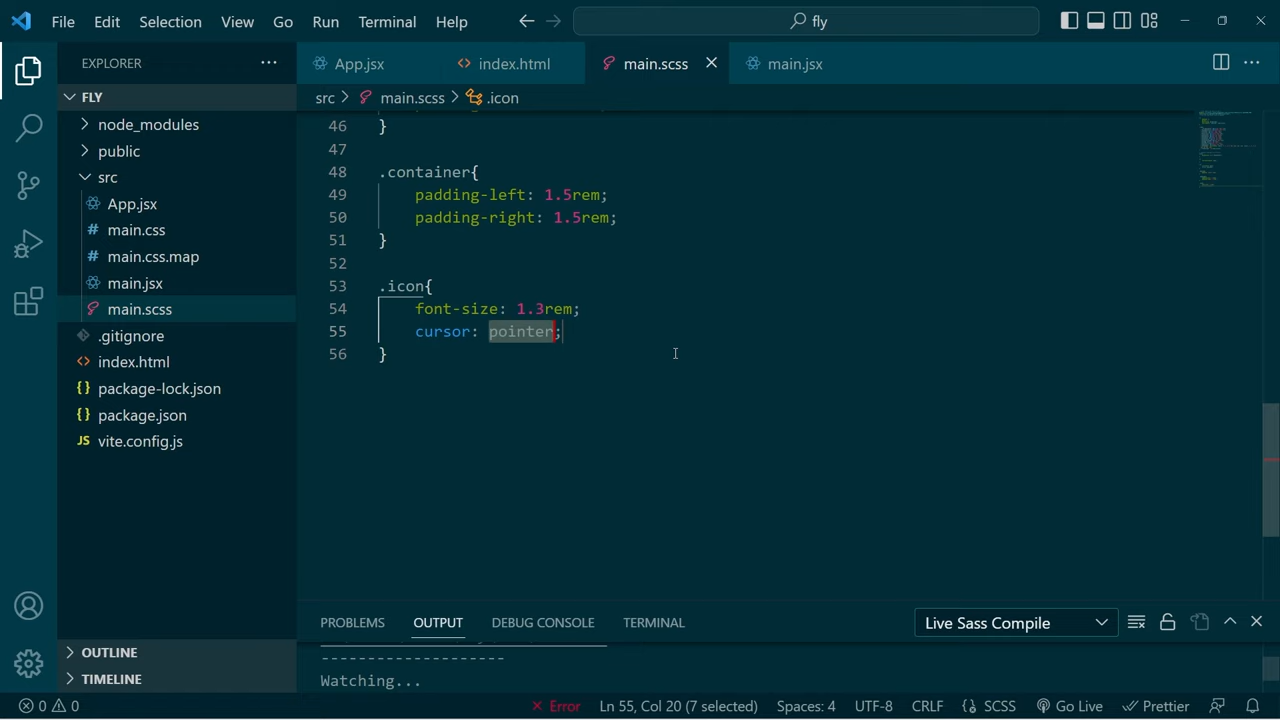 File Edit Selection View Go Run Terminal Help fly
EXPLORER
App.jsx index.html main.scss main.jsx
FLY
src > main.scss > .icon
node_modules
public
src
App.jsx
main.css
main.css.map
main.jsx
main.scss
.gitignore
index.html
package-lock.json
package.json
JS vite.config.js
46 }
47
48 .container{
49 padding-left: 1.5rem;
50 padding-right: 1.5rem;
51 }
52
53 .icon{
54 font-size: 1.3rem;
55 cursor: pointer;
56 }
PROBLEMS OUTPUT DEBUG CONSOLE TERMINAL Live Sass Compile
--------------------
Watching...
OUTLINE
TIMELINE
0 0 Error Ln 55, Col 20 (7 selected) Spaces: 4 UTF-8 CRLF SCSS Go Live Prettier